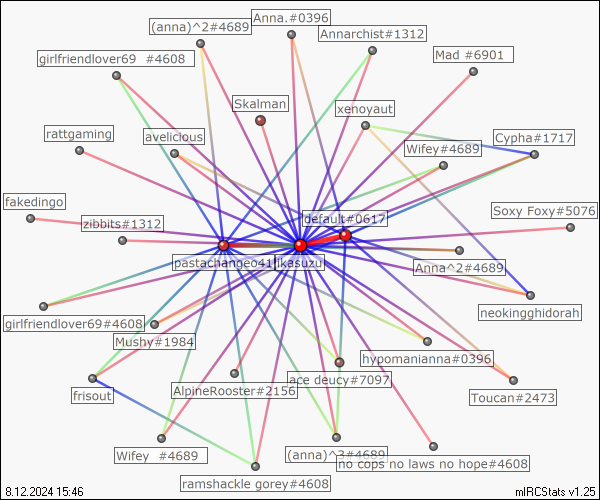 (anna)^2#4689
Anna.#0396
Annarchist#1312
girlfriendlover69 #4608
Mad #6901
Skalman
xenoyaut
rattgaming
avelicious
Cypha#1717
Wifey#4689
fakedingo
zibbits#1312
default#0617
Soxy Foxy#5076
Anna^2#4689
neokingghidorah
girlfriendlover69#4608
Mushy#1984
hypomanianna#0396
ace deucy#7097
frisout
AlpineRooster#2156
Toucan#2473
Wifey #4689
(anna)^3#4689
no cops no laws no hope#4608
ramshackle gorey#4608
8.12.2024 15:46
mIRCStats v1.25